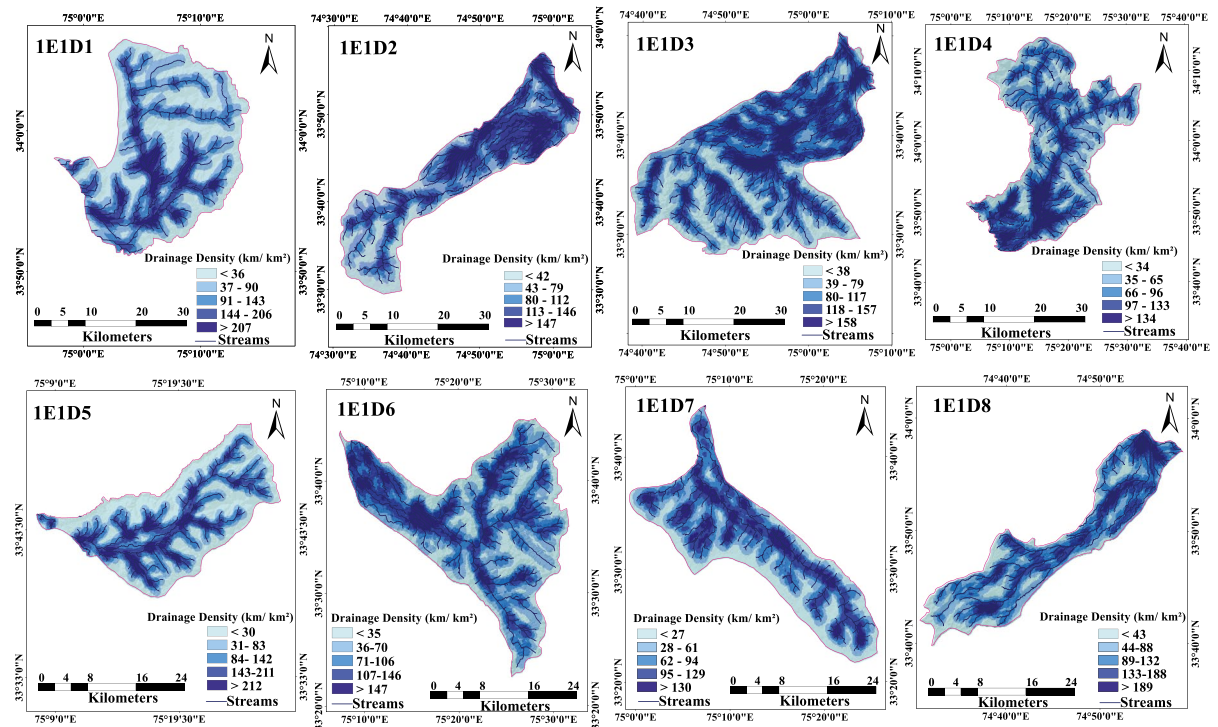 75°0'0"E 75°10'0"E
1E1D1
N
34°0'0"N
33°50'0"N
Drainage Density (km/ km²)
< 36
37 - 90
91 - 143
144 - 206
> 207
Streams
0 5 10 20 30
Kilometers
75°0'0"E 75°10'0"E
74°30'0"E 74°40'0"E 74°50'0"E 75°0'0"E
1E1D2
N
34°0'0"N
33°50'0"N
33°40'0"N
33°30'0"N
Drainage Density (km/ km²)
< 42
43 - 79
80 - 112
113 - 146
> 147
Streams
0 5 10 20 30
Kilometers
74°30'0"E 74°40'0"E 74°50'0"E 75°0'0"E
74°40'0"E 74°50'0"E 75°0'0"E 75°10'0"E
1E1D3
N
33°40'0"N 33°40'0"N
33°30'0"N 33°30'0"N
Drainage Density (km/ km²)
< 38
39 - 79
80- 117
118 - 157
> 158
Streams
0 5 10 20 30
Kilometers
74°40'0"E 74°50'0"E 75°0'0"E 75°10'0"E
75°0'0"E 75°10'0"E 75°20'0"E 75°30'0"E 75°40'0"E
1E1D4
N
34°10'0"N 34°10'0"N
34°0'0"N 34°0'0"N
33°50'0"N 33°50'0"N
33°40'0"N 33°40'0"N
Drainage Density (km/ km²)
< 34
35 - 65
66 - 96
97 - 133
> 134
Streams
0 5 10 20 30
Kilometers
75°0'0"E 75°10'0"E 75°20'0"E 75°30'0"E 75°40'0"E
75°9'0"E 75°19'30"E
1E1D5
N
33°43'30"N 33°43'30"N
33°33'0"N 33°33'0"N
Drainage Density (km/ km²)
< 30
31- 83
84- 142
143-211
> 212
Streams
0 4 8 16 24
Kilometers
75°9'0"E 75°19'30"E
75°10'0"E 75°20'0"E 75°30'0"E
1E1D6
N
33°40'0"N 33°40'0"N
33°30'0"N 33°30'0"N
33°20'0"N 33°20'0"N
Drainage Density (km/ km²)
< 35
36-70
71-106
107-146
> 147
Streams
0 4 8 16 24
Kilometers
75°10'0"E 75°20'0"E 75°30'0"E
75°0'0"E 75°10'0"E 75°20'0"E
1E1D7
N
33°40'0"N
33°30'0"N
33°20'0"N
Drainage Density (km/ km²)
< 27
28 - 61
62 - 94
95 - 129
> 130
Streams
0 4 8 16 24
Kilometers
75°0'0"E 75°10'0"E 75°20'0"E
74°40'0"E 74°50'0"E
1E1D8
N
34°0'0"N 34°0'0"N
33°50'0"N 33°50'0"N
33°40'0"N 33°40'0"N
Drainage Density (km/ km²)
< 43
44-88
89-132
133-188
> 189
Streams
0 4 8 16 24
Kilometers
74°40'0"E 74°50'0"E